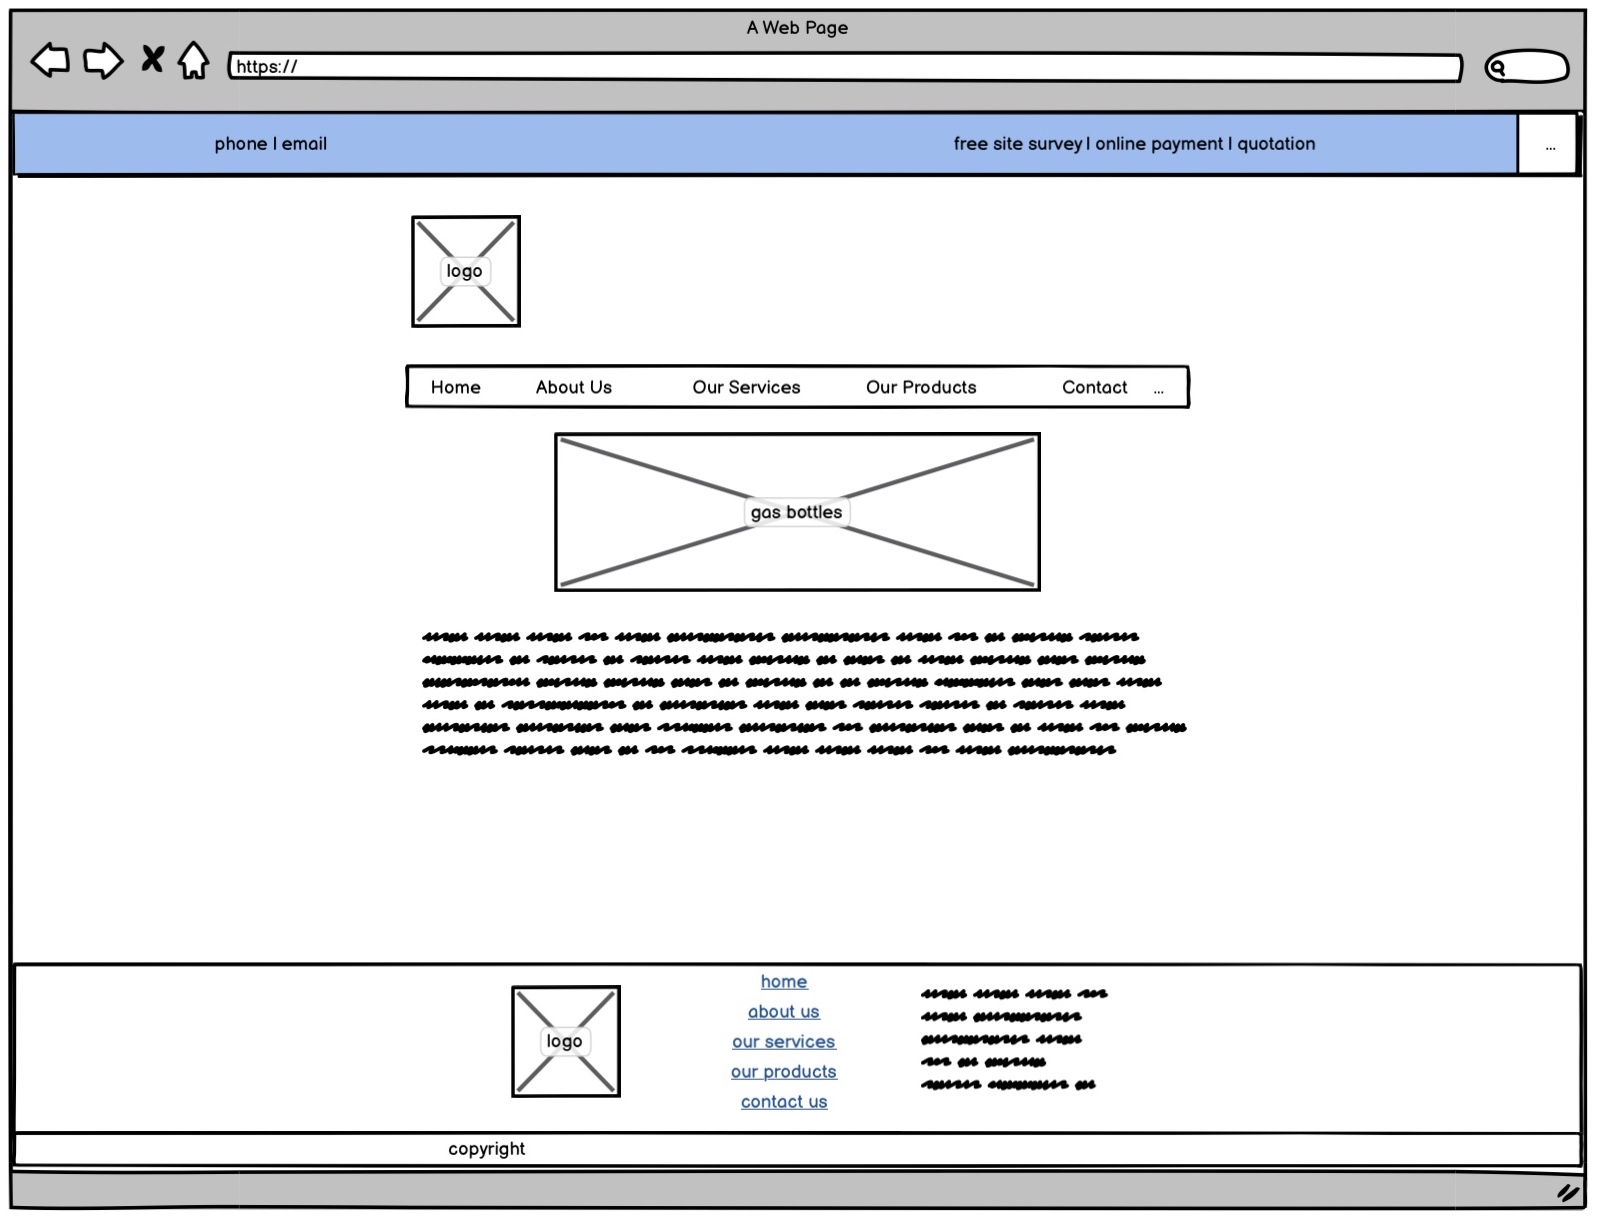 A Web Page
https://
phone | email
free site survey | online payment | quotation
...
logo
Home About Us Our Services Our Products Contact ...
gas bottles
home
about us
our services
our products
contact us
logo
copyright